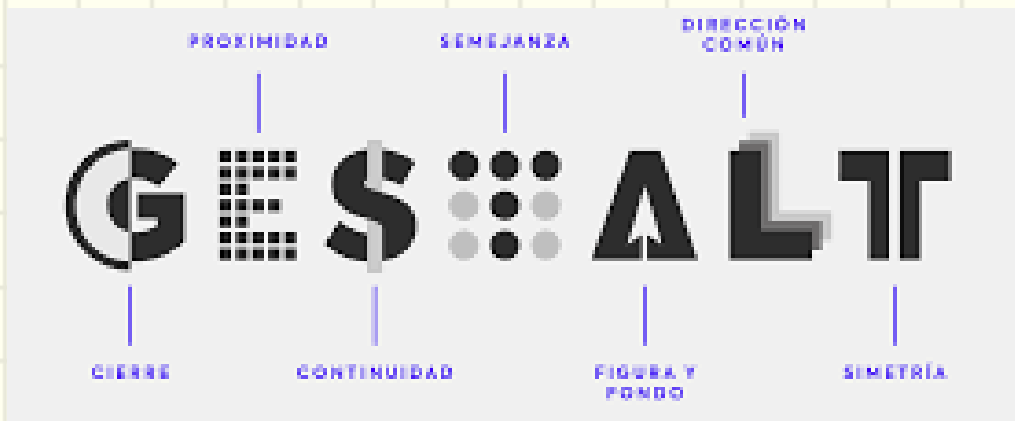 PROXIMIDAD
SEMEJANZA
DIRECCIÓN
COMÚN
GESTALT
CIERRE
CONTINUIDAD
FIGURA Y
FONDO
SIMETRÍA